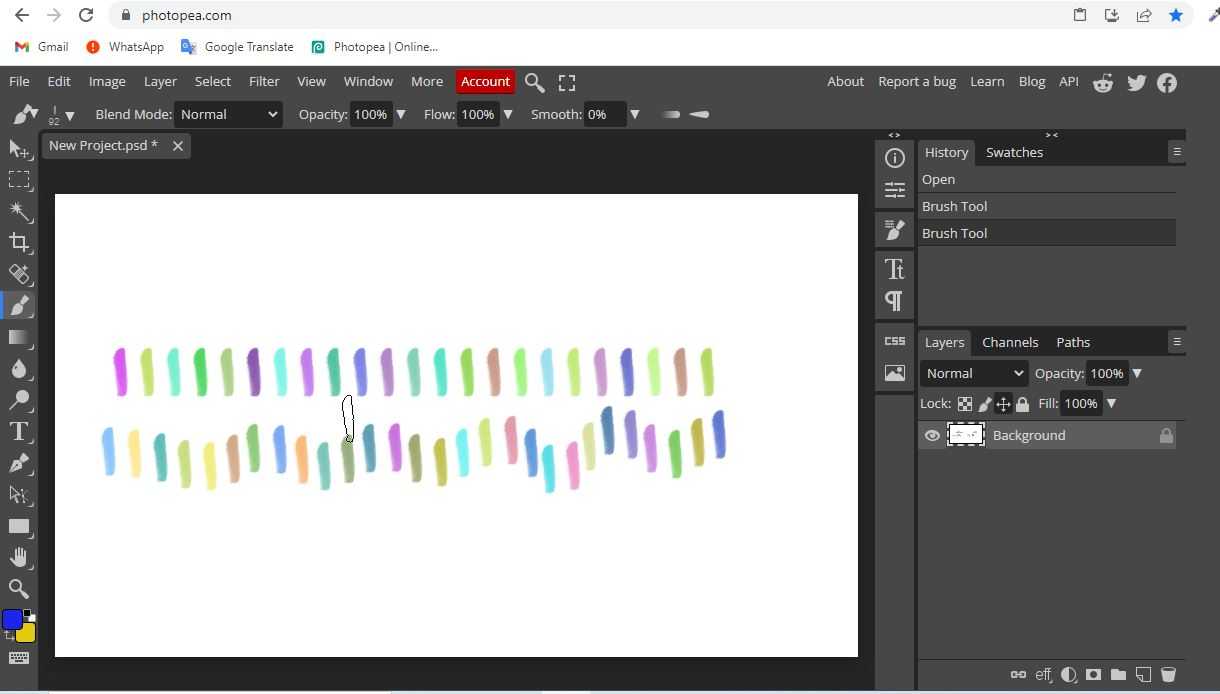 photopea.com
Gmail WhatsApp Google Translate Photopea | Online...
File Edit Image Layer Select Filter View Window More Account About Report a bug Learn Blog API
92 Blend Mode: Normal Opacity: 100% Flow: 100% Smooth: 0%
New Project.psd *
< >
> <
History Swatches
Open
Brush Tool
Brush Tool
CSS
Layers Channels Paths
Normal Opacity: 100%
Lock: Fill: 100%
Background
eff